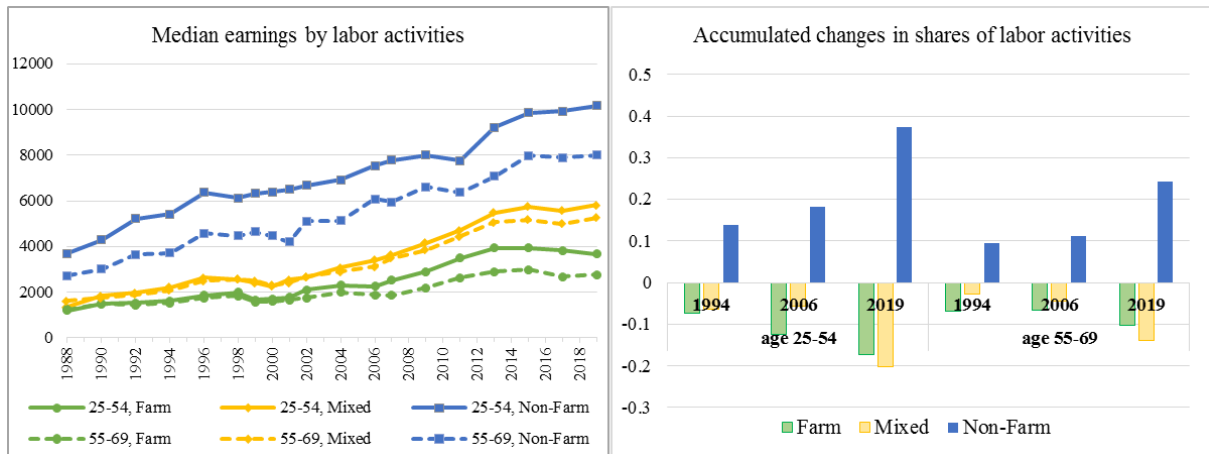 Median earnings by labor activities
12000
10000
8000
6000
4000
2000
0
1988
1990
1992
1994
1996
1998
2000
2002
2004
2006
2008
2010
2012
2014
2016
2018
25-54, Farm
25-54, Mixed
25-54, Non-Farm
55-69, Farm
55-69, Mixed
55-69, Non-Farm
Accumulated changes in shares of labor activities
0.5
0.4
0.3
0.2
0.1
0
-0.1
-0.2
-0.3
1994
2006
2019
1994
2006
2019
age 25-54
age 55-69
Farm
Mixed
Non-Farm